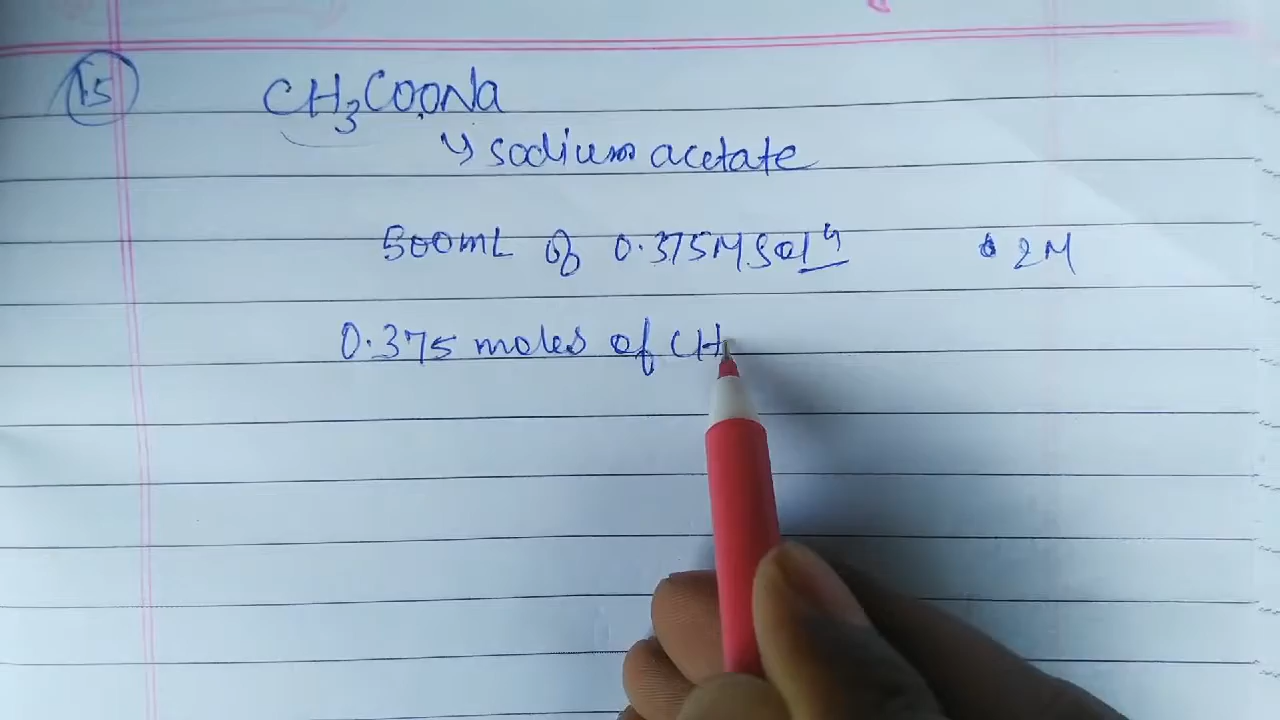 15 CH3COONa
↳ sodium acetate
500mL of 0.375M Solⁿ 2M
0.375 moles of CH